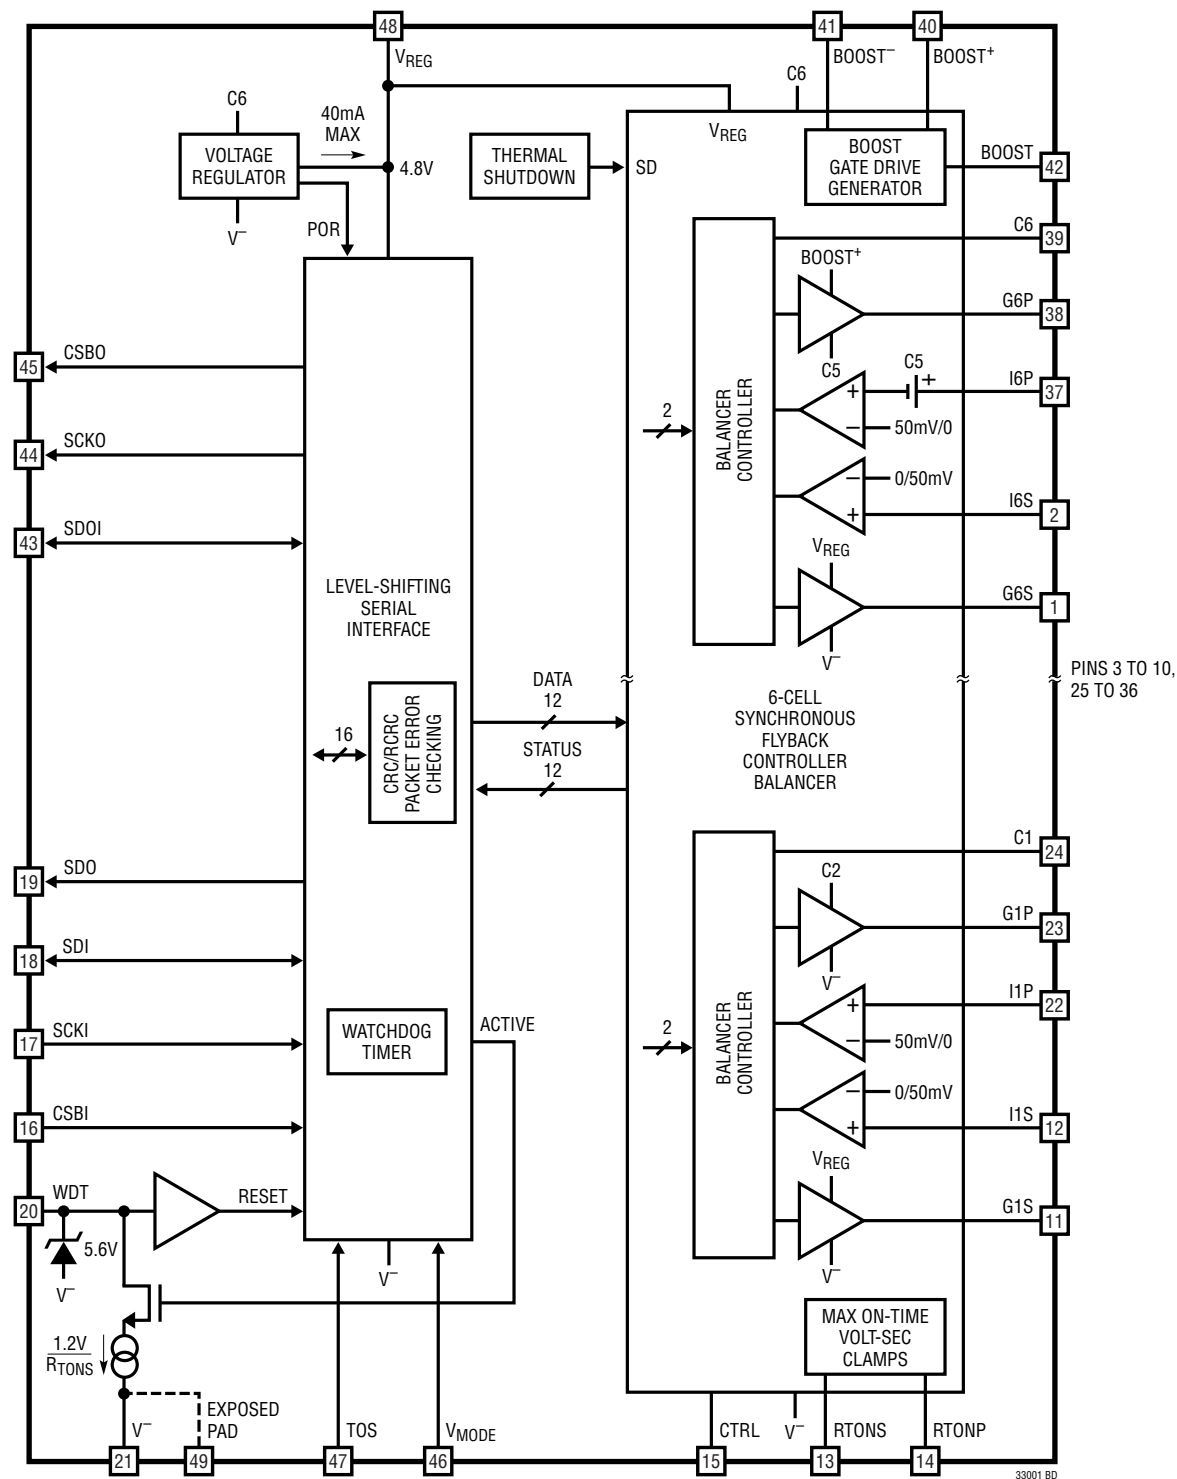 48
41
40
VREG
BOOST–
BOOST+
C6
C6
40mA
MAX
VREG
VOLTAGE
REGULATOR
4.8V
THERMAL
SHUTDOWN
SD
BOOST
GATE DRIVE
GENERATOR
BOOST
42
V–
POR
C6
39
BOOST+
G6P
38
C5
CSBO
45
C5
+
I6P
37
+
–
50mV/0
2
BALANCER
CONTROLLER
SCKO
44
–
0/50mV
+
I6S
2
SDOI
43
VREG
G6S
1
V–
LEVEL-SHIFTING
SERIAL
INTERFACE
PINS 3 TO 10,
25 TO 36
DATA
12
STATUS
12
16
CRC/RCRC
PACKET ERROR
CHECKING
6-CELL
SYNCHRONOUS
FLYBACK
CONTROLLER
BALANCER
C1
24
SDO
19
C2
G1P
23
V–
SDI
18
I1P
22
+
–
50mV/0
2
BALANCER
CONTROLLER
SCKI
17
WATCHDOG
TIMER
ACTIVE
–
0/50mV
+
I1S
12
CSBI
16
VREG
WDT
20
RESET
G1S
11
V–
5.6V
V–
V–
1.2V
RTONS
MAX ON-TIME
VOLT-SEC
CLAMPS
EXPOSED
PAD
V–
TOS
VMODE
CTRL
V–
RTONS
RTONP
21
49
47
46
15
13
14
33001 BD